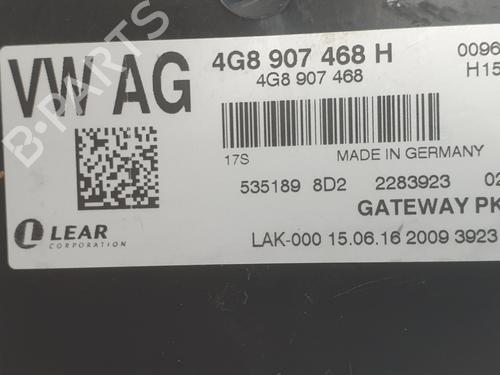 VW AG
4G8 907 468 H
0096
4G8 907 468
H15
17S
MADE IN GERMANY
535189 8D2 2283923 02
GATEWAY PK
LEAR
CORPORATION
LAK-000 15.06.16 2009 3923
B-PARTS